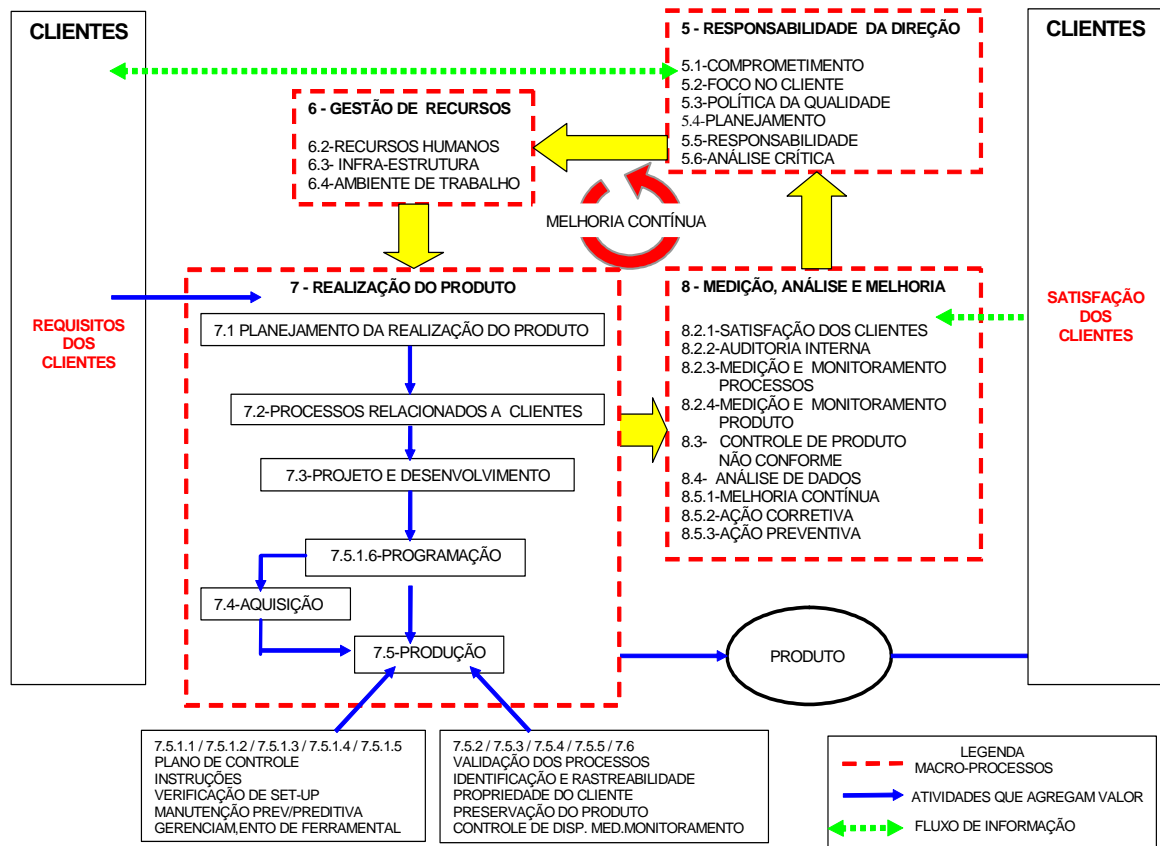 CLIENTES
REQUISITOS
DOS
CLIENTES
5 - RESPONSABILIDADE DA DIREÇÃO
5.1-COMPROMETIMENTO
5.2-FOCO NO CLIENTE
5.3-POLÍTICA DA QUALIDADE
5.4-PLANEJAMENTO
5.5-RESPONSABILIDADE
5.6-ANÁLISE CRÍTICA
CLIENTES
SATISFAÇÃO
DOS
CLIENTES
6 - GESTÃO DE RECURSOS
6.2-RECURSOS HUMANOS
6.3- INFRA-ESTRUTURA
6.4-AMBIENTE DE TRABALHO
MELHORIA CONTÍNUA
7 - REALIZAÇÃO DO PRODUTO
7.1 PLANEJAMENTO DA REALIZAÇÃO DO PRODUTO
7.2-PROCESSOS RELACIONADOS A CLIENTES
7.3-PROJETO E DESENVOLVIMENTO
7.5.1.6-PROGRAMAÇÃO
7.4-AQUISIÇÃO
7.5-PRODUÇÃO
8 - MEDIÇÃO, ANÁLISE E MELHORIA
8.2.1-SATISFAÇÃO DOS CLIENTES
8.2.2-AUDITORIA INTERNA
8.2.3-MEDIÇÃO E MONITORAMENTO
PROCESSOS
8.2.4-MEDIÇÃO E MONITORAMENTO
PRODUTO
8.3- CONTROLE DE PRODUTO
NÃO CONFORME
8.4- ANÁLISE DE DADOS
8.5.1-MELHORIA CONTÍNUA
8.5.2-AÇÃO CORRETIVA
8.5.3-AÇÃO PREVENTIVA
PRODUTO
7.5.1.1 / 7.5.1.2 / 7.5.1.3 / 7.5.1.4 / 7.5.1.5
PLANO DE CONTROLE
INSTRUÇÕES
VERIFICAÇÃO DE SET-UP
MANUTENÇÃO PREV/PREDITIVA
GERENCIAM,ENTO DE FERRAMENTAL
7.5.2 / 7.5.3 / 7.5.4 / 7.5.5 / 7.6
VALIDAÇÃO DOS PROCESSOS
IDENTIFICAÇÃO E RASTREABILIDADE
PROPRIEDADE DO CLIENTE
PRESERVAÇÃO DO PRODUTO
CONTROLE DE DISP. MED.MONITORAMENTO
LEGENDA
MACRO-PROCESSOS
ATIVIDADES QUE AGREGAM VALOR
FLUXO DE INFORMAÇÃO